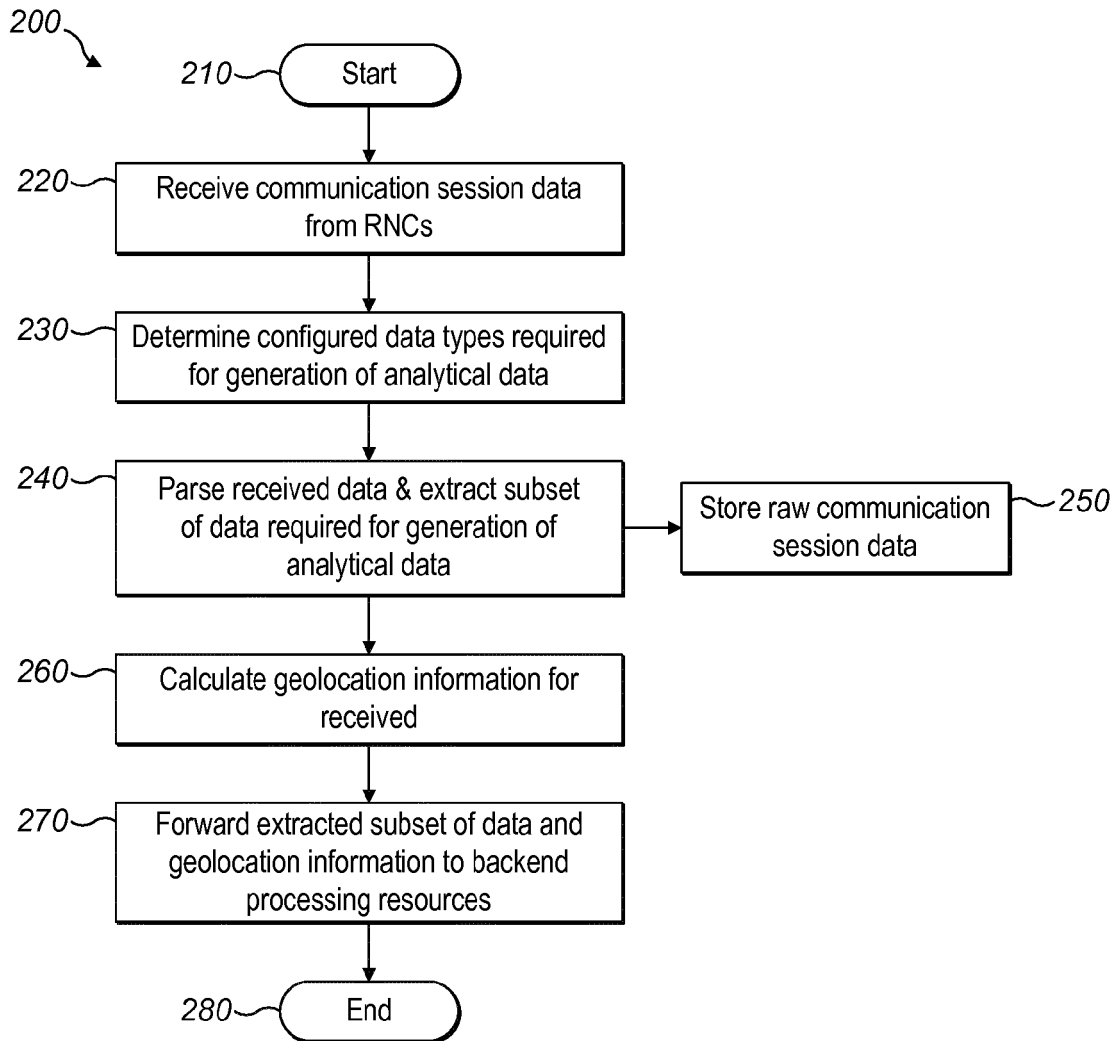 200
210
Start
220
Receive communication session data
from RNCs
230
Determine configured data types required
for generation of analytical data
240
Parse received data & extract subset
of data required for generation of
analytical data
Store raw communication
session data
250
260
Calculate geolocation information for
received
270
Forward extracted subset of data and
geolocation information to backend
processing resources
280
End